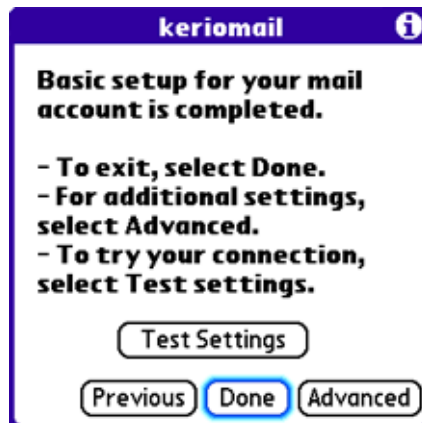 keriomail
Basic setup for your mail
account is completed.
- To exit, select Done.
- For additional settings,
select Advanced.
- To try your connection,
select Test settings.
Test Settings
Previous Done Advanced